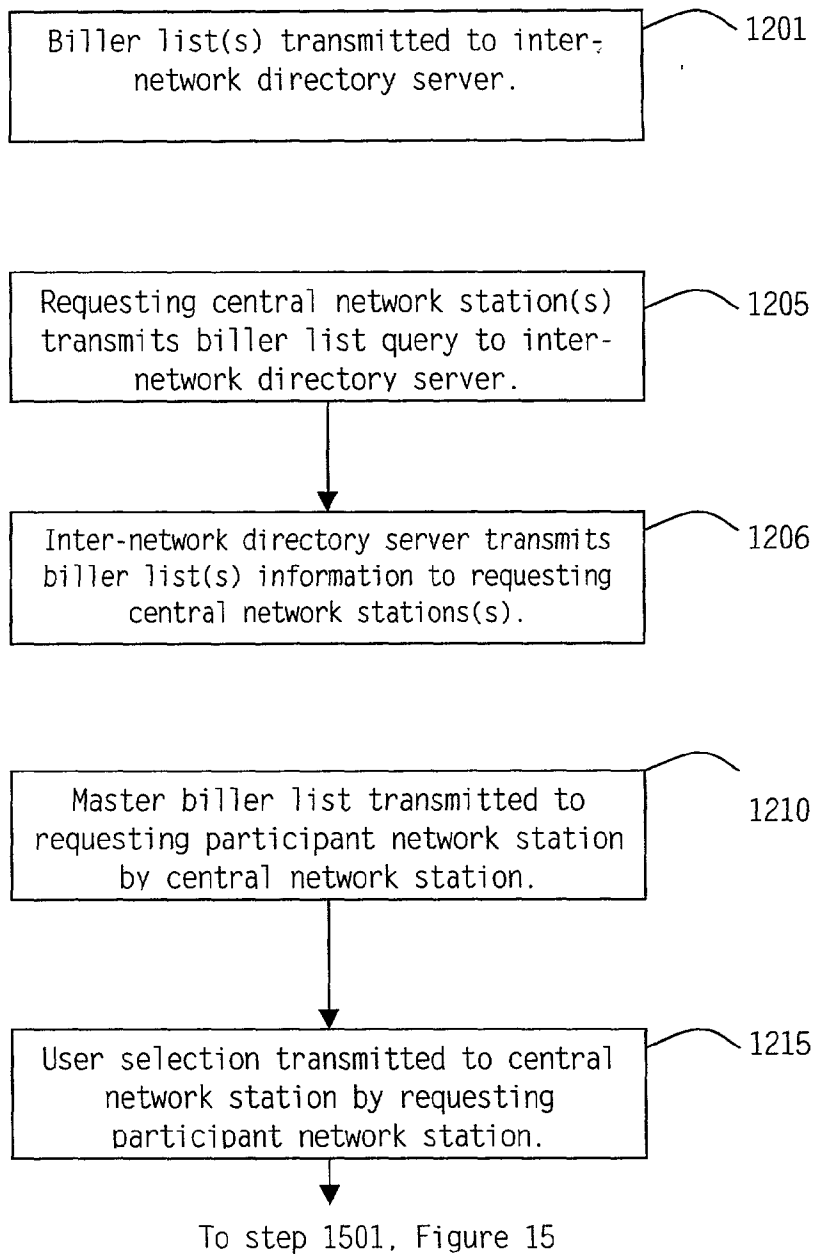 Biller list(s) transmitted to inter-
network directory server.
1201
Requesting central network station(s)
transmits biller list query to inter-
network directory server.
1205
Inter-network directory server transmits
biller list(s) information to requesting
central network stations(s).
1206
Master biller list transmitted to
requesting participant network station
by central network station.
1210
User selection transmitted to central
network station by requesting
participant network station.
1215
To step 1501, Figure 15